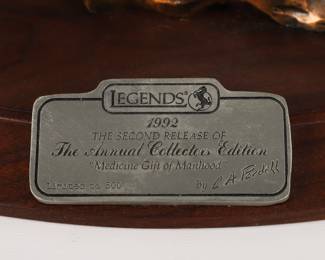 LEGENDS®
1992
THE SECOND RELEASE OF
The Annual Collectors Edition
"Medicine Gift of Manhood"
Limited to 500 by C A Pardell